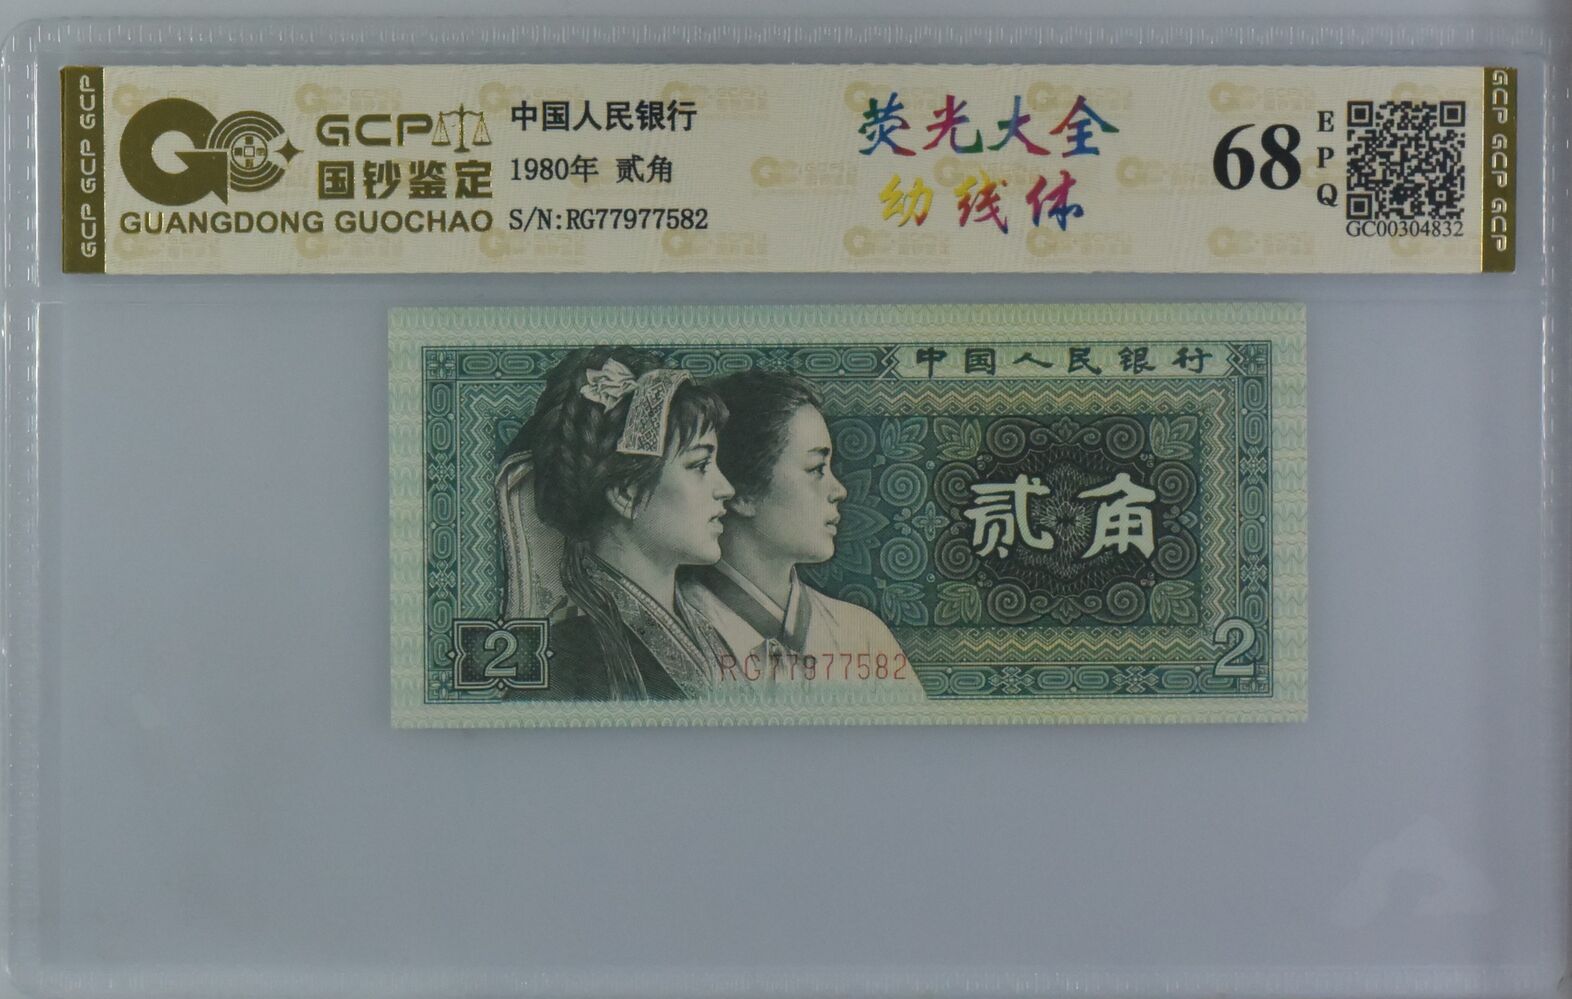 GCP GCP GCP
GCP
国钞鉴定
GUANGDONG GUOCHAO
中国人民银行
1980年 贰角
S/N:RG77977582
荧光大全
幼线体
68
EPQ
GC00304832
GCP GCP GCP
中国人民银行
贰角
2
2
RG77977582